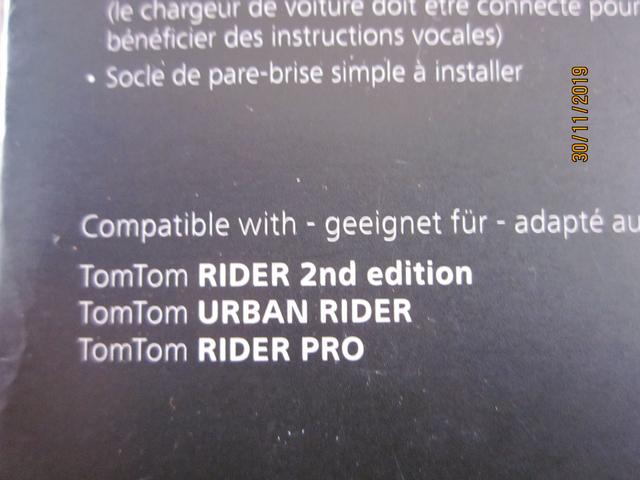 (le chargeur de voiture doit être connecté pour
bénéficier des instructions vocales)
• Socle de pare-brise simple à installer
30/11/2019
Compatible with - geeignet für - adapté au
TomTom RIDER 2nd edition
TomTom URBAN RIDER
TomTom RIDER PRO